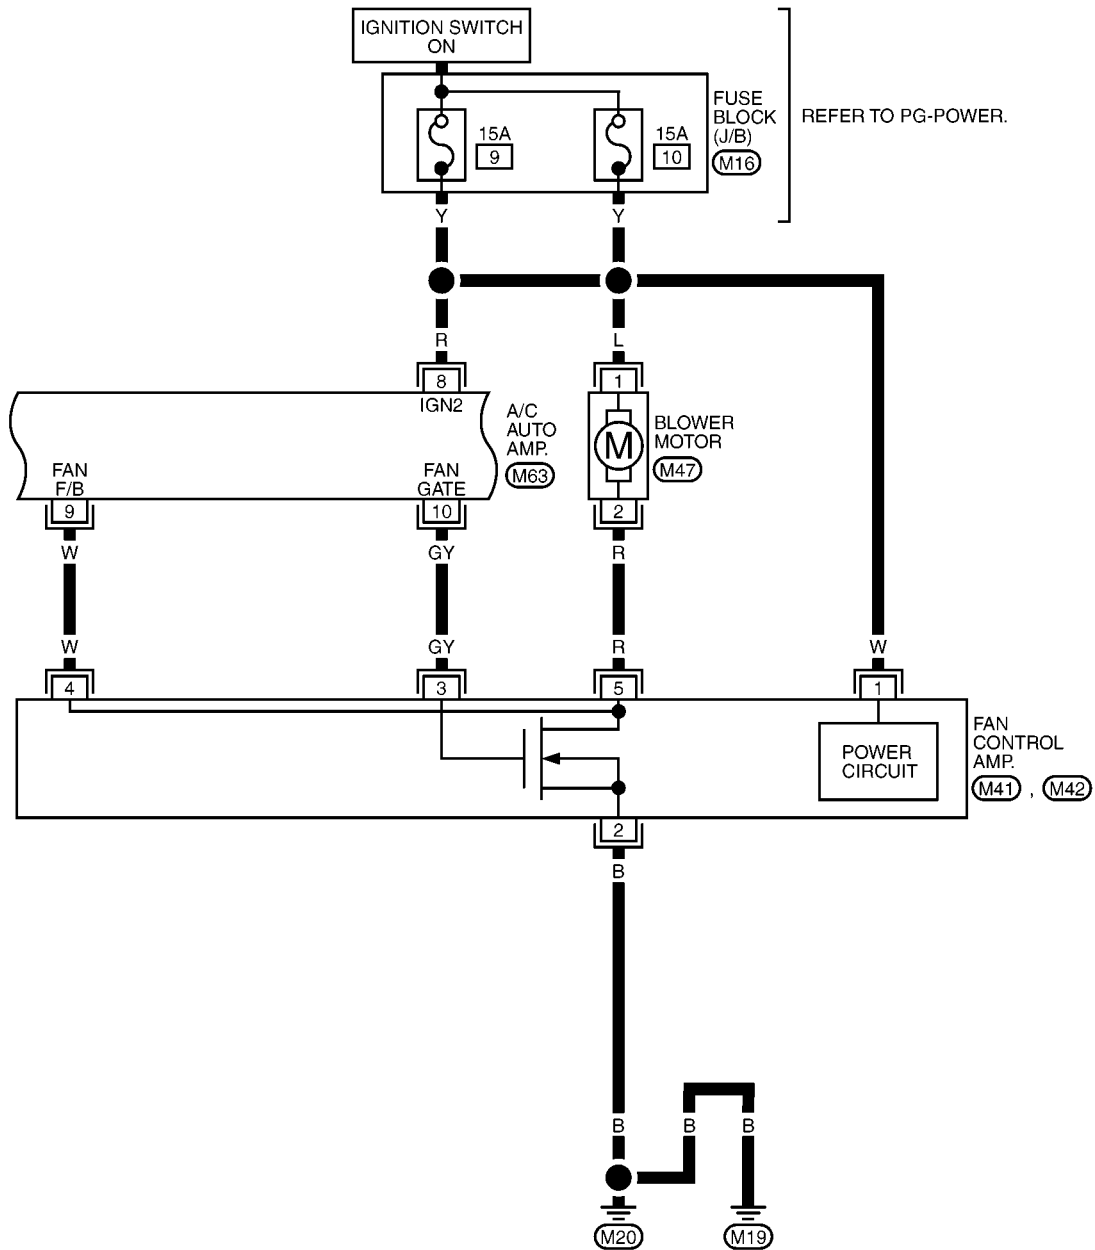 IGNITION SWITCH
ON
FUSE
BLOCK
(J/B)
M16
REFER TO PG-POWER.
15A
9
15A
10
Y
Y
R
L
8
1
IGN2
A/C
AUTO
AMP.
M63
M
BLOWER
MOTOR
M47
FAN
F/B
FAN
GATE
9
10
2
W
GY
R
W
GY
R
W
4
3
5
1
POWER
CIRCUIT
FAN
CONTROL
AMP.
M41 , M42
2
B
B
B
B
M20
M19